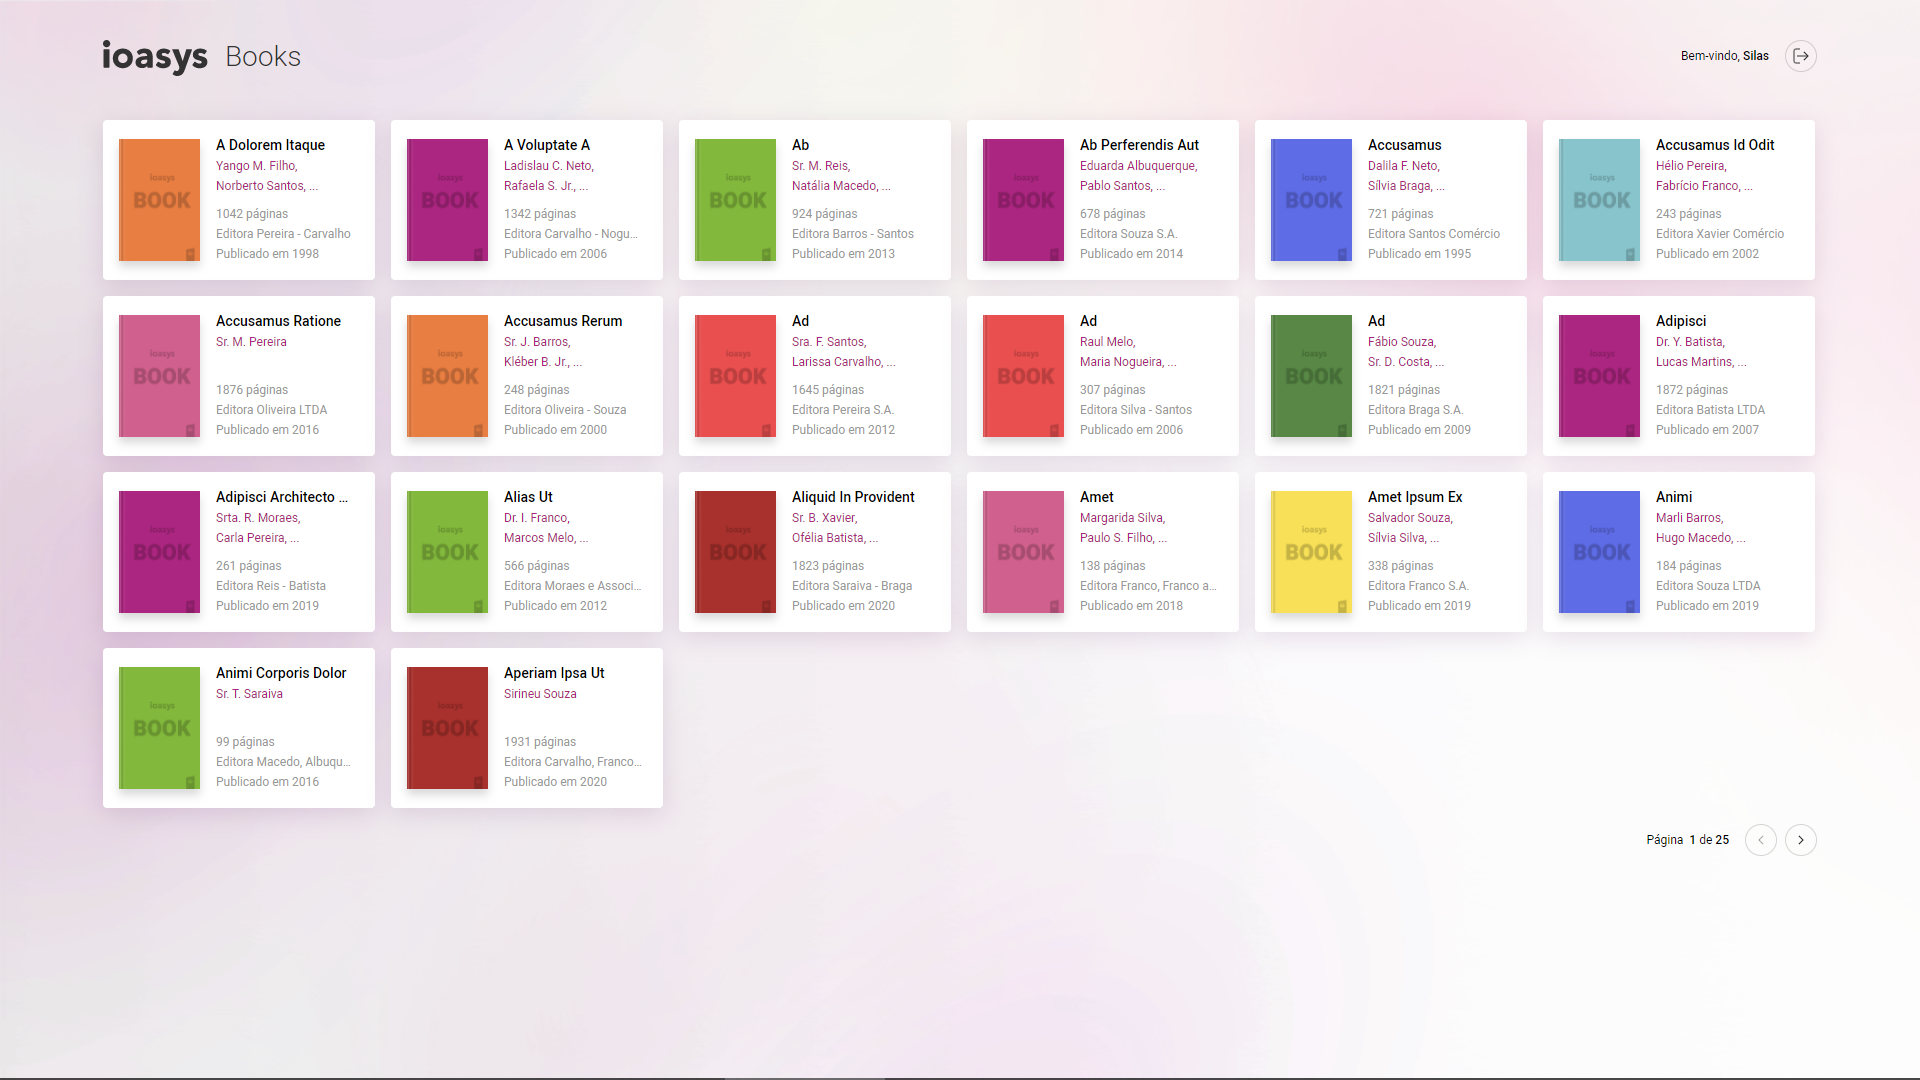 ioasys Books
Bem-vindo, Silas
ioasys
BOOK
A Dolorem Itaque
Yango M. Filho,
Norberto Santos, ...
1042 páginas
Editora Pereira - Carvalho
Publicado em 1998
ioasys
BOOK
A Voluptate A
Ladislau C. Neto,
Rafaela S. Jr., ...
1342 páginas
Editora Carvalho - Nogu...
Publicado em 2006
ioasys
BOOK
Ab
Sr. M. Reis,
Natália Macedo, ...
924 páginas
Editora Barros - Santos
Publicado em 2013
ioasys
BOOK
Ab Perferendis Aut
Eduarda Albuquerque,
Pablo Santos, ...
678 páginas
Editora Souza S.A.
Publicado em 2014
ioasys
BOOK
Accusamus
Dalila F. Neto,
Sílvia Braga, ...
721 páginas
Editora Santos Comércio
Publicado em 1995
ioasys
BOOK
Accusamus Id Odit
Hélio Pereira,
Fabrício Franco, ...
243 páginas
Editora Xavier Comércio
Publicado em 2002
ioasys
BOOK
Accusamus Ratione
Sr. M. Pereira
1876 páginas
Editora Oliveira LTDA
Publicado em 2016
ioasys
BOOK
Accusamus Rerum
Sr. J. Barros,
Kléber B. Jr., ...
248 páginas
Editora Oliveira - Souza
Publicado em 2000
ioasys
BOOK
Ad
Sra. F. Santos,
Larissa Carvalho, ...
1645 páginas
Editora Pereira S.A.
Publicado em 2012
ioasys
BOOK
Ad
Raul Melo,
Maria Nogueira, ...
307 páginas
Editora Silva - Santos
Publicado em 2006
ioasys
BOOK
Ad
Fábio Souza,
Sr. D. Costa, ...
1821 páginas
Editora Braga S.A.
Publicado em 2009
ioasys
BOOK
Adipisci
Dr. Y. Batista,
Lucas Martins, ...
1872 páginas
Editora Batista LTDA
Publicado em 2007
ioasys
BOOK
Adipisci Architecto ...
Srta. R. Moraes,
Carla Pereira, ...
261 páginas
Editora Reis - Batista
Publicado em 2019
ioasys
BOOK
Alias Ut
Dr. I. Franco,
Marcos Melo, ...
566 páginas
Editora Moraes e Associ...
Publicado em 2012
ioasys
BOOK
Aliquid In Provident
Sr. B. Xavier,
Ofélia Batista, ...
1823 páginas
Editora Saraiva - Braga
Publicado em 2020
ioasys
BOOK
Amet
Margarida Silva,
Paulo S. Filho, ...
138 páginas
Editora Franco, Franco a...
Publicado em 2018
ioasys
BOOK
Amet Ipsum Ex
Salvador Souza,
Sílvia Silva, ...
338 páginas
Editora Franco S.A.
Publicado em 2019
ioasys
BOOK
Animi
Marli Barros,
Hugo Macedo, ...
184 páginas
Editora Souza LTDA
Publicado em 2019
ioasys
BOOK
Animi Corporis Dolor
Sr. T. Saraiva
99 páginas
Editora Macedo, Albuqu...
Publicado em 2016
ioasys
BOOK
Aperiam Ipsa Ut
Sirineu Souza
1931 páginas
Editora Carvalho, Franco...
Publicado em 2020
Página 1 de 25